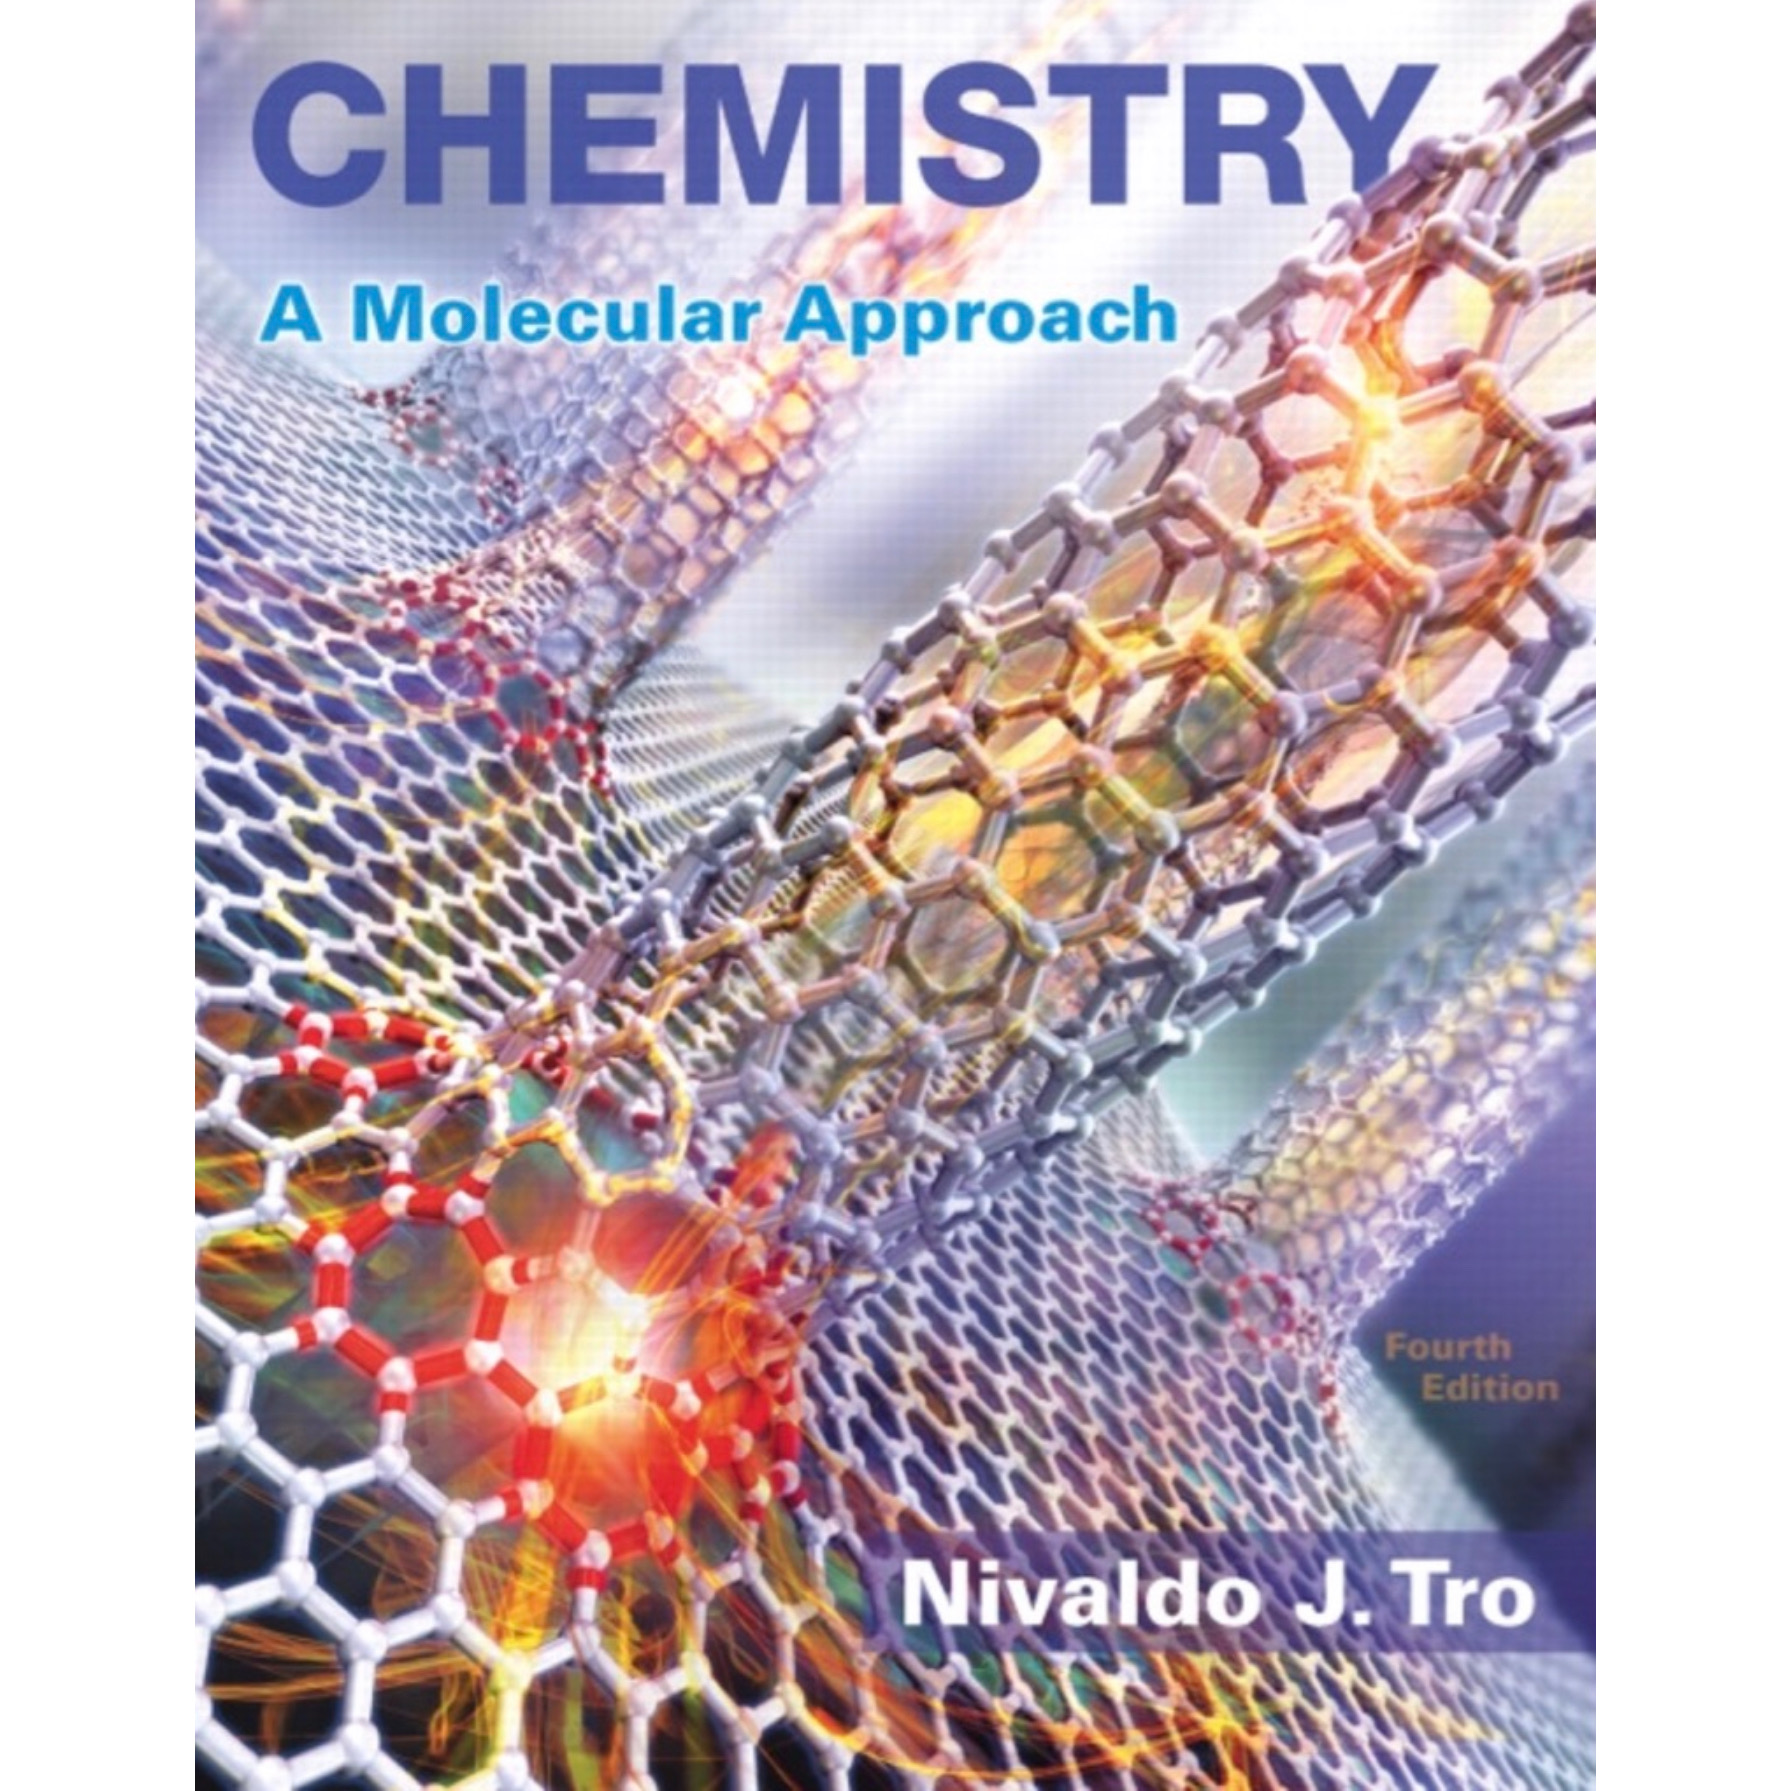 CHEMISTRY
A Molecular Approach
Fourth
Edition
Nivaldo J. Tro